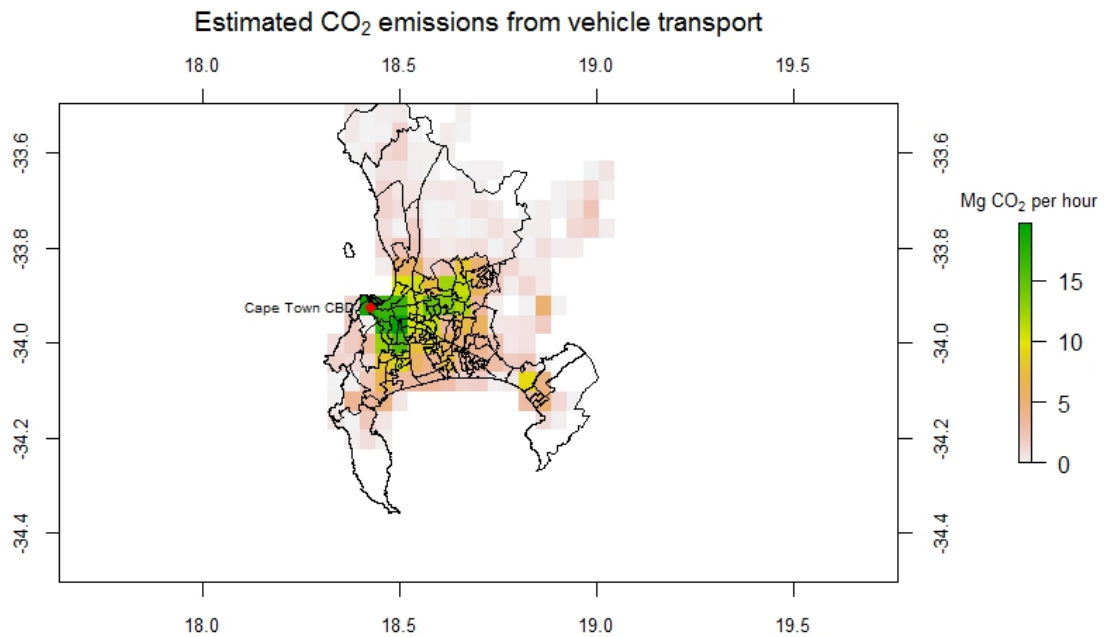 Estimated CO₂ emissions from vehicle transport
18.0 18.5 19.0 19.5
-33.6 -33.6
Mg CO₂ per hour
-33.8 -33.8
15
Cape Town CBD
-34.0 -34.0
10
5
-34.2 -34.2
0
-34.4 -34.4
18.0 18.5 19.0 19.5